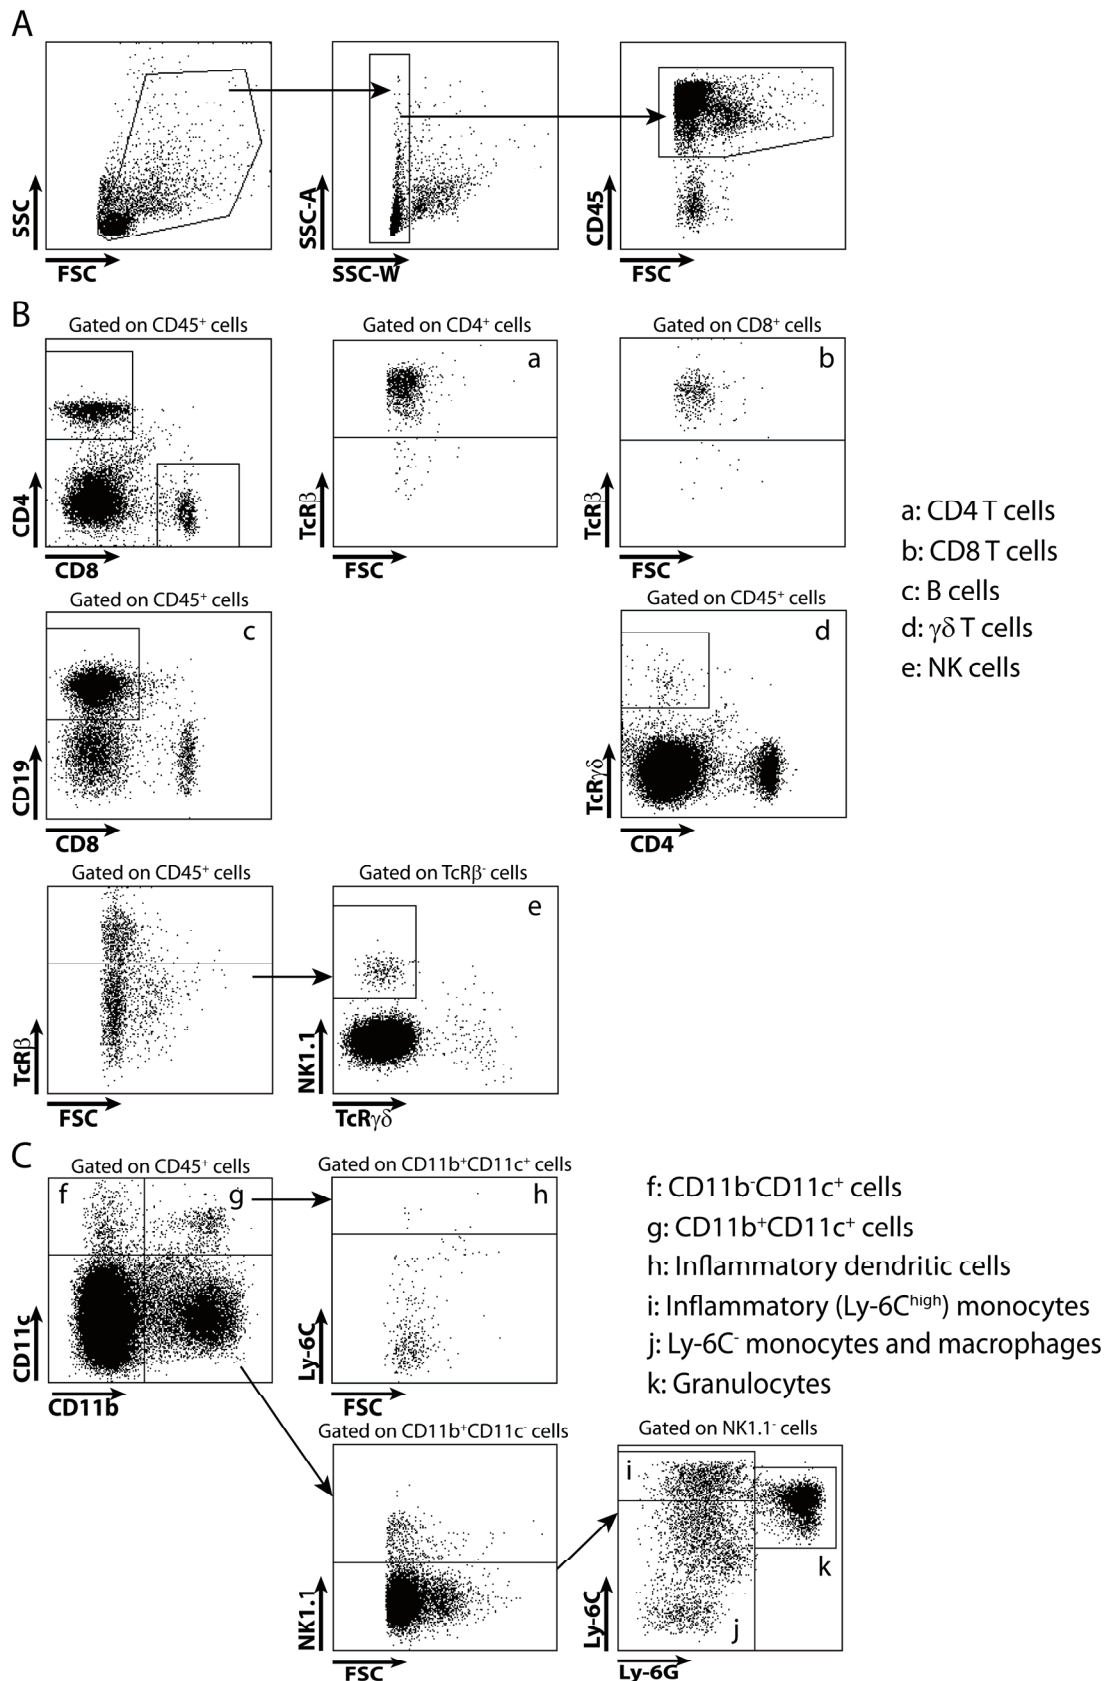 A
SSC
FSC
SSC-A
SSC-W
CD45
FSC
B
Gated on CD45⁺ cells
CD4
CD8
Gated on CD4⁺ cells
a
TcRβ
FSC
Gated on CD8⁺ cells
b
TcRβ
FSC
a: CD4 T cells
b: CD8 T cells
c: B cells
d: γδ T cells
e: NK cells
Gated on CD45⁺ cells
c
CD19
CD8
Gated on CD45⁺ cells
d
TcRγδ
CD4
Gated on CD45⁺ cells
TcRβ
FSC
Gated on TcRβ⁻ cells
e
NK1.1
TcRγδ
C
Gated on CD45⁺ cells
f
g
CD11c
CD11b
Gated on CD11b⁺CD11c⁺ cells
h
Ly-6C
FSC
f: CD11b⁻CD11c⁺ cells
g: CD11b⁺CD11c⁺ cells
h: Inflammatory dendritic cells
i: Inflammatory (Ly-6Cʰⁱᵍʰ) monocytes
j: Ly-6C⁻ monocytes and macrophages
k: Granulocytes
Gated on CD11b⁺CD11c⁻ cells
NK1.1
FSC
Gated on NK1.1⁻ cells
i
k
j
Ly-6C
Ly-6G